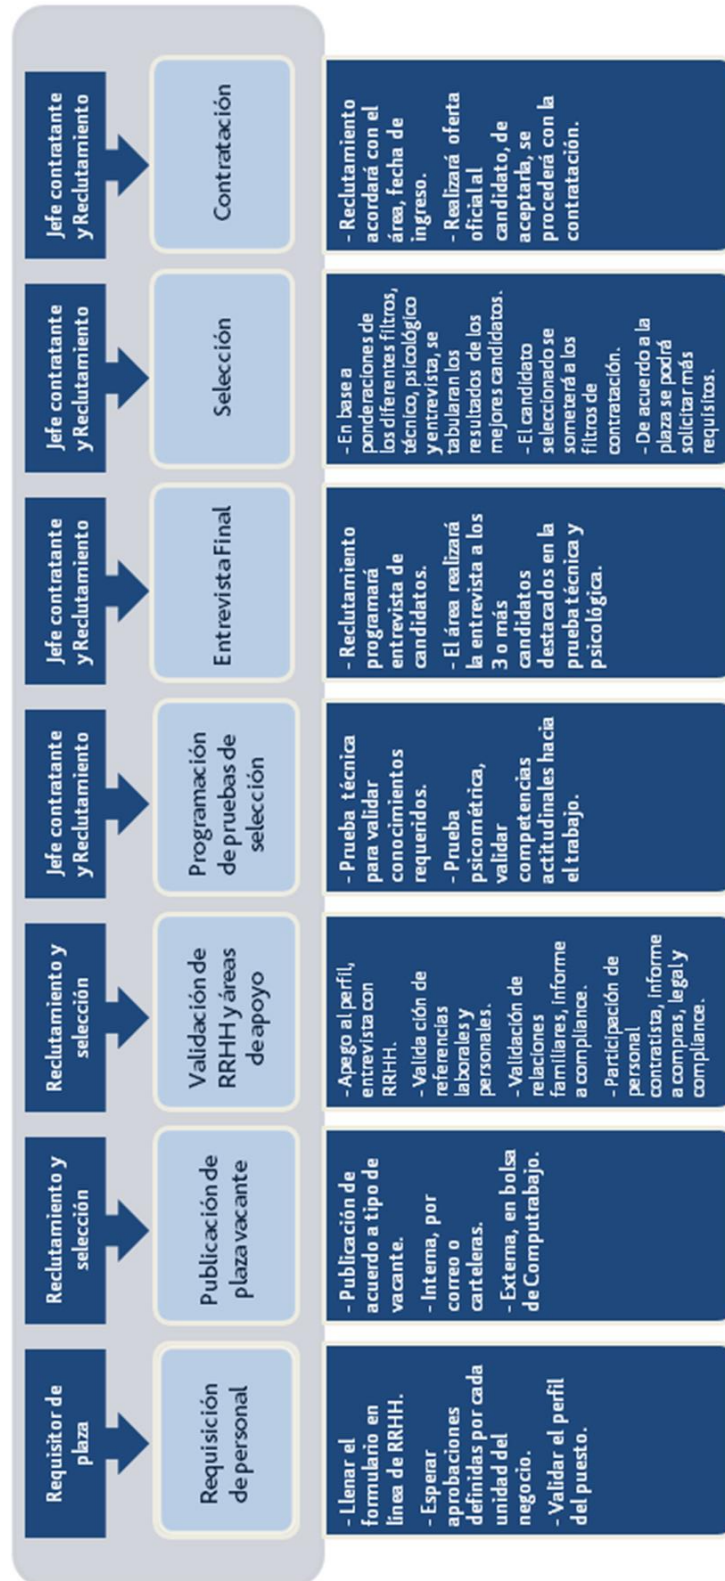 Requisitor de
plaza
Requisición
de personal
- Llenar el
formulario en
línea de RRHH.
- Esperar
aprobaciones
definidas por cada
unidad del
negocio.
- Validar el perfil
del puesto.
Reclutamiento y
selección
Publicación de
plaza vacante
- Publicación de
acuerdo a tipo de
vacante.
- Interna, por
correo o
carteleras.
- Externa, en bolsa
de Computrabajo.
Reclutamiento y
selección
Validación de
RRHH y áreas
de apoyo
- Apego al perfil,
entrevista con
RRHH.
- Valida ción de
referencias
laborales y
personales.
- Validación de
relaciones
familiares, informe
a compliance.
- Participación de
personal
contratista, informe
a compras, legal y
compliance.
Jefe contratante
y Reclutamiento
Programación
de pruebas de
selección
- Prueba técnica
para validar
conocimientos
requeridos.
- Prueba
psicométrica,
validar
competencias
actitudinales hacia
el trabajo.
Jefe contratante
y Reclutamiento
Entrevista Final
- Reclutamiento
programará
entrevista de
candidatos.
- El área realizará
la entrevista a los
3 o más
candidatos
destacados en la
prueba técnica y
psicológica.
Jefe contratante
y Reclutamiento
Selección
- En base a
ponderaciones de
los diferentes filtros,
técnico, psicológico
y entrevista, se
tabularan los
resultados de los
mejores candidatos.
- El candidato
seleccionado se
someterá a los
filtros de
contratación.
- De acuerdo a la
plaza se podrá
solicitar más
requisitos.
Jefe contratante
y Reclutamiento
Contratación
- Reclutamiento
acordará con el
área, fecha de
ingreso.
- Realizará oferta
oficial al
candidato, de
aceptarla, se
procederá con la
contratación.